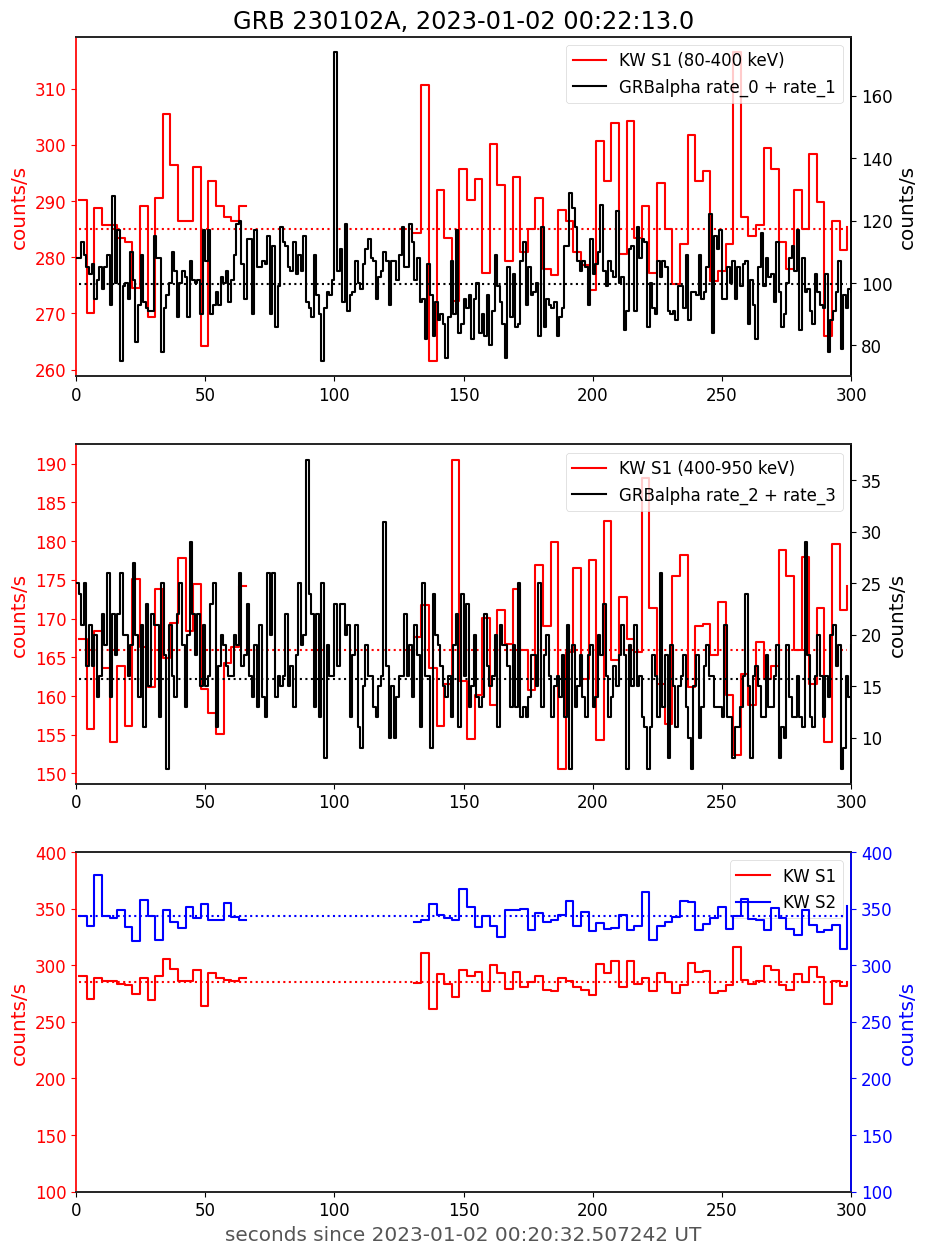 GRB 230102A, 2023-01-02 00:22:13.0
KW S1 (80-400 keV)
GRBalpha rate_0 + rate_1
counts/s
310
300
290
280
270
260
160
140
120
100
80
counts/s
0 50 100 150 200 250 300
KW S1 (400-950 keV)
GRBalpha rate_2 + rate_3
counts/s
190
185
180
175
170
165
160
155
150
35
30
25
20
15
10
counts/s
0 50 100 150 200 250 300
KW S1
KW S2
counts/s
400
350
300
250
200
150
100
400
350
300
250
200
150
100
counts/s
0 50 100 150 200 250 300
seconds since 2023-01-02 00:20:32.507242 UT